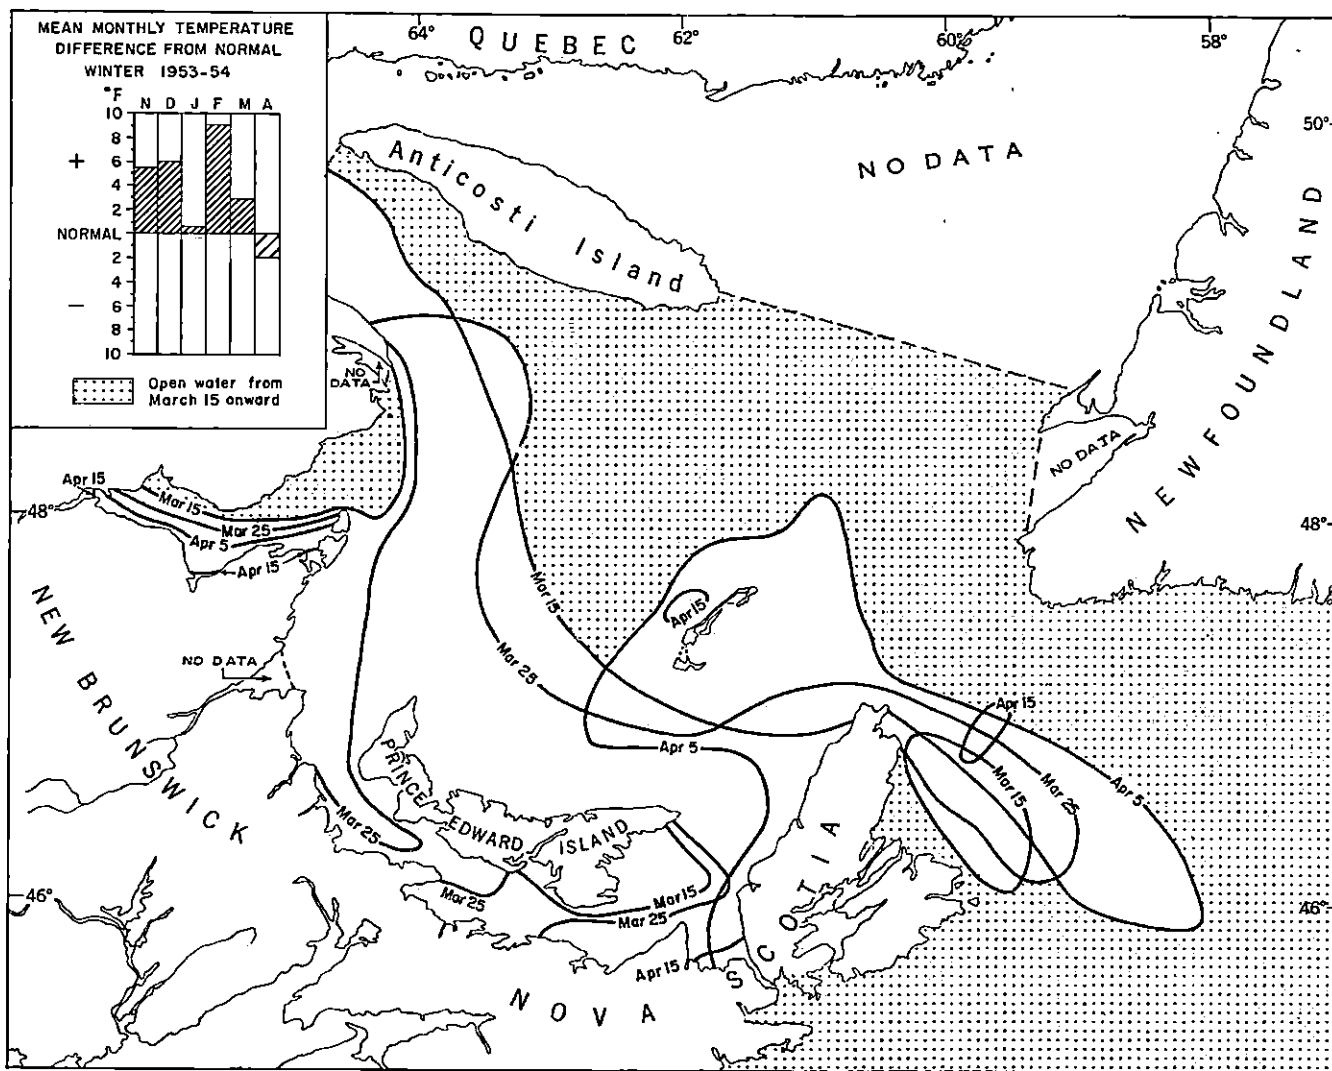 MEAN MONTHLY TEMPERATURE
DIFFERENCE FROM NORMAL
WINTER 1953-54
°F
N D J F M A
10
8
+
6
4
2
NORMAL
2
4
−
6
8
10
Open water from
March 15 onward
64°
62°
60°
58°
QUEBEC
50°
Anticosti Island
NO DATA
NEWFOUNDLAND
NO
DATA
NO DATA
Apr 15
Mar 15
48°
Mar 25
Apr 5
Apr 15
48°
Mar 15
Apr 15
NEW BRUNSWICK
NO DATA
Mar 25
Apr 15
Apr 5
PRINCE
EDWARD
ISLAND
Mar 15
Mar 25
Apr 5
Mar 25
46°
Mar 25
Mar 15
Mar 25
46°
Apr 15
NOVA SCOTIA